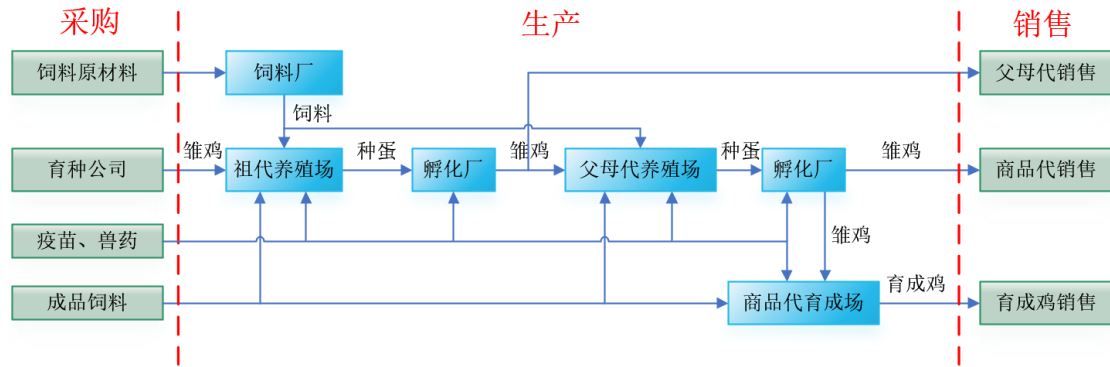 采购
生产
销售
饲料原材料
饲料厂
父母代销售
饲料
雏鸡
种蛋
雏鸡
种蛋
雏鸡
育种公司
祖代养殖场
孵化厂
父母代养殖场
孵化厂
商品代销售
疫苗、兽药
雏鸡
育成鸡
成品饲料
商品代育成场
育成鸡销售